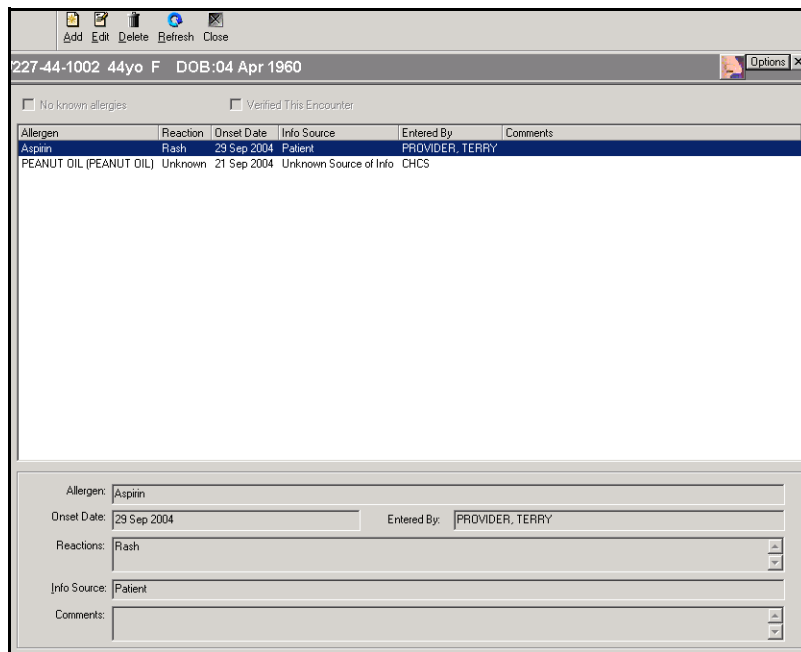 Add Edit Delete Refresh Close
227-44-1002 44yo F DOB:04 Apr 1960 Options
No known allergies Verified This Encounter
Allergen Reaction Onset Date Info Source Entered By Comments
Aspirin Rash 29 Sep 2004 Patient PROVIDER, TERRY
PEANUT OIL (PEANUT OIL) Unknown 21 Sep 2004 Unknown Source of Info CHCS
Allergen: Aspirin
Onset Date: 29 Sep 2004 Entered By: PROVIDER, TERRY
Reactions: Rash
Info Source: Patient
Comments: